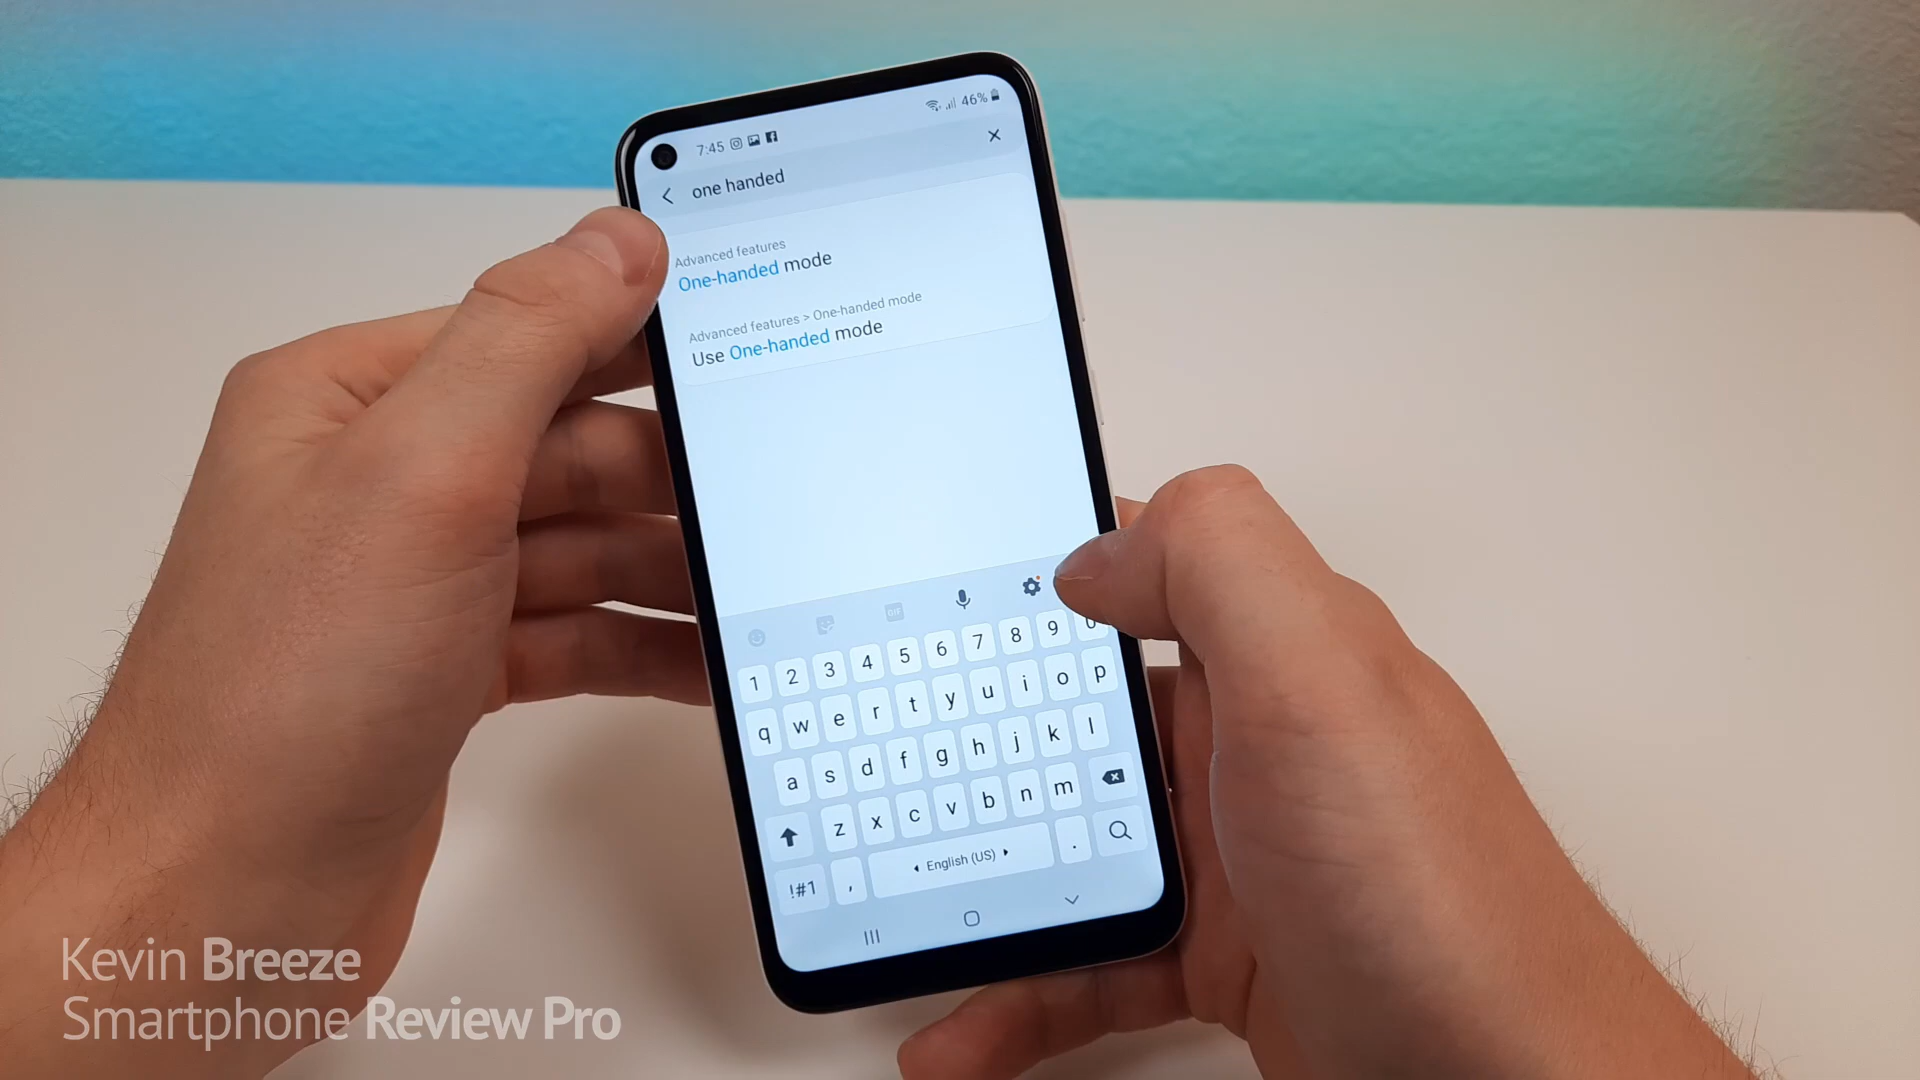 7:45
46%
one handed
Advanced features
One-handed mode
Advanced features > One-handed mode
Use One-handed mode
GIF
1 2 3 4 5 6 7 8 9 0
q w e r t y u i o p
a s d f g h j k l
z x c v b n m
!#1 , English (US) .
Kevin Breeze
Smartphone Review Pro